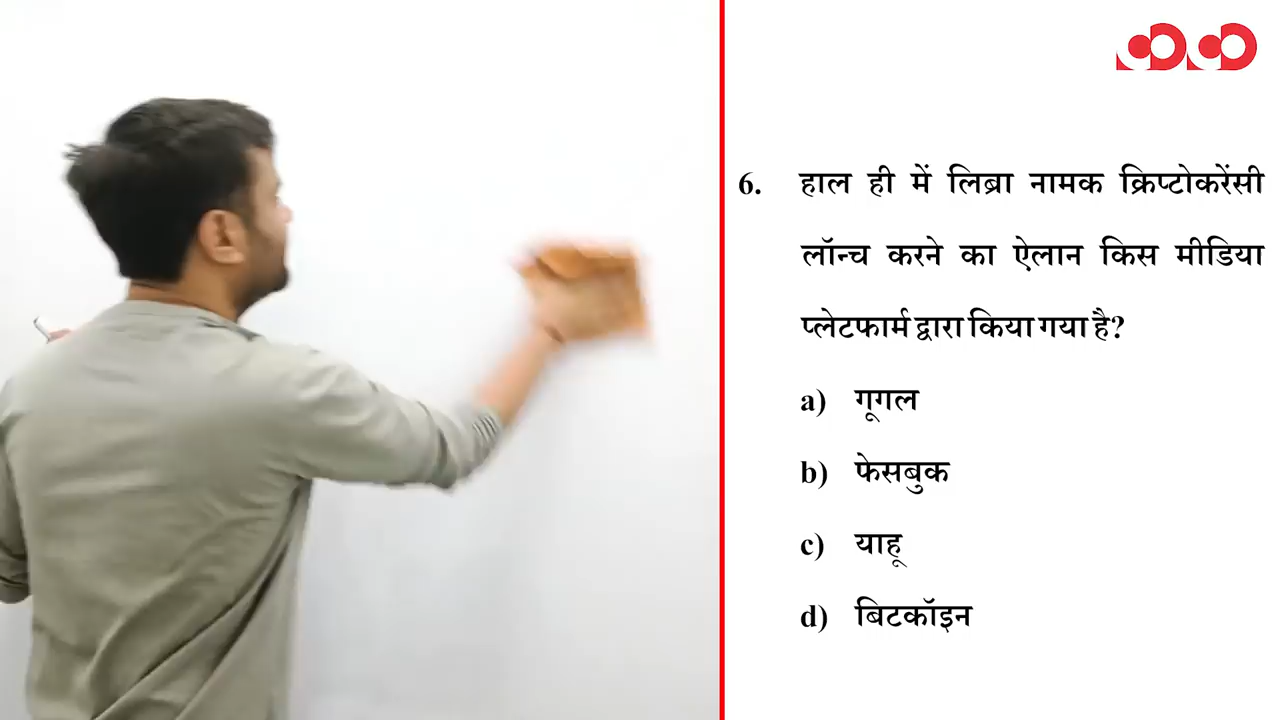 6. हाल ही में लिब्रा नामक क्रिप्टोकरेंसी
लॉन्च करने का ऐलान किस मीडिया
प्लेटफार्म द्वारा किया गया है?
a) गूगल
b) फेसबुक
c) याहू
d) बिटकॉइन